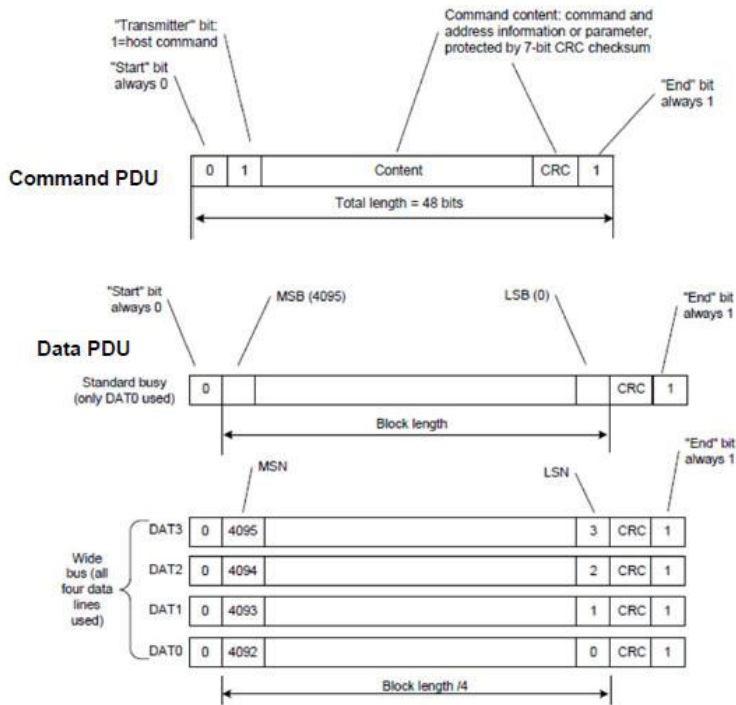 "Transmitter" bit:
1=host command
Command content: command and
address information or parameter,
protected by 7-bit CRC checksum
"Start" bit
always 0
"End" bit
always 1
Command PDU
0 1 Content CRC 1
Total length = 48 bits
"Start" bit
always 0
MSB (4095)
LSB (0)
"End" bit
always 1
Data PDU
Standard busy
(only DAT0 used)
0 CRC 1
Block length
"End" bit
always 1
MSN
LSN
Wide
bus (all
four data
lines
used)
DAT3 0 4095 3 CRC 1
DAT2 0 4094 2 CRC 1
DAT1 0 4093 1 CRC 1
DAT0 0 4092 0 CRC 1
Block length /4